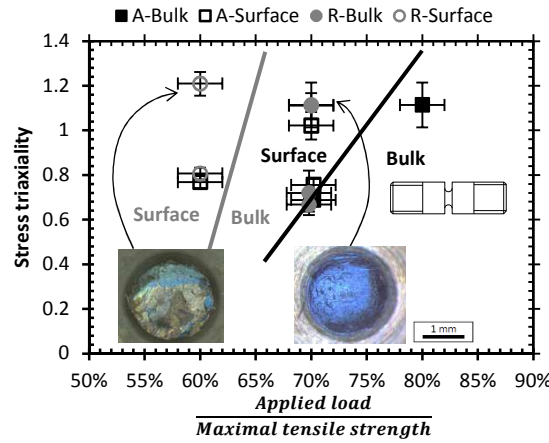 ■ A-Bulk □ A-Surface ● R-Bulk ○ R-Surface
Stress triaxiality
1.4
1.2
1
0.8
0.6
0.4
0.2
0
Surface
Bulk
Surface
Bulk
1 mm
50% 55% 60% 65% 70% 75% 80% 85% 90%
Applied load
Maximal tensile strength